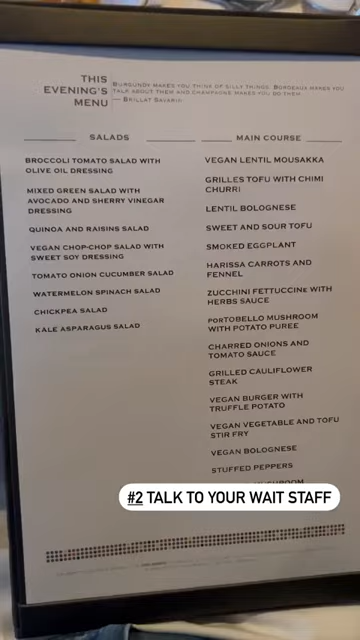 THIS
EVENING'S
MENU
BURGUNDY MAKES YOU THINK OF SILLY THINGS, BORDEAUX MAKES YOU
TALK ABOUT THEM AND CHAMPAGNE MAKES YOU DO THEM
— BRILLAT SAVARIN
SALADS
BROCCOLI TOMATO SALAD WITH
OLIVE OIL DRESSING
MIXED GREEN SALAD WITH
AVOCADO AND SHERRY VINEGAR
DRESSING
QUINOA AND RAISINS SALAD
VEGAN CHOP-CHOP SALAD WITH
SWEET SOY DRESSING
TOMATO ONION CUCUMBER SALAD
WATERMELON SPINACH SALAD
CHICKPEA SALAD
KALE ASPARAGUS SALAD
MAIN COURSE
VEGAN LENTIL MOUSAKKA
GRILLES TOFU WITH CHIMI
CHURRI
LENTIL BOLOGNESE
SWEET AND SOUR TOFU
SMOKED EGGPLANT
HARISSA CARROTS AND
FENNEL
ZUCCHINI FETTUCCINE WITH
HERBS SAUCE
PORTOBELLO MUSHROOM
WITH POTATO PUREE
CHARRED ONIONS AND
TOMATO SAUCE
GRILLED CAULIFLOWER
STEAK
VEGAN BURGER WITH
TRUFFLE POTATO
VEGAN VEGETABLE AND TOFU
STIR FRY
VEGAN BOLOGNESE
STUFFED PEPPERS
#2 TALK TO YOUR WAIT STAFF